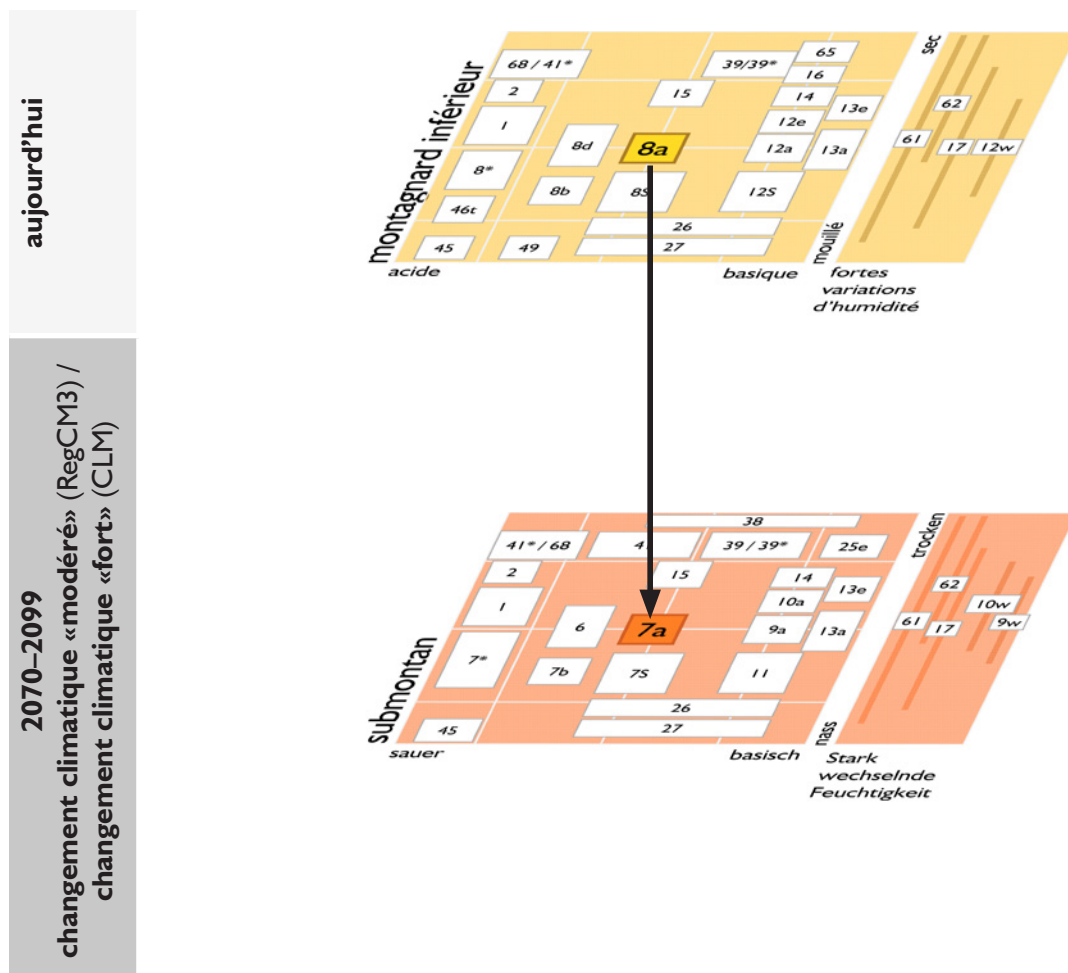 aujourd'hui
montagnard inférieur
68 / 41*
39/39*
65
16
2
15
14
13e
1
12e
8d
8a
12a
13a
8*
8b
8S
12S
46t
26
45
49
27
acide
basique
mouillé
sec
62
61
17
12w
fortes
variations
d'humidité
2070–2099
changement climatique «modéré» (RegCM3) /
changement climatique «fort» (CLM)
submontan
38
41* / 68
41
39 / 39*
25e
2
15
14
13e
1
10a
6
7a
9a
13a
7*
7b
7S
11
26
45
27
sauer
basisch
nass
trocken
62
10w
61
17
9w
Stark
wechselnde
Feuchtigkeit